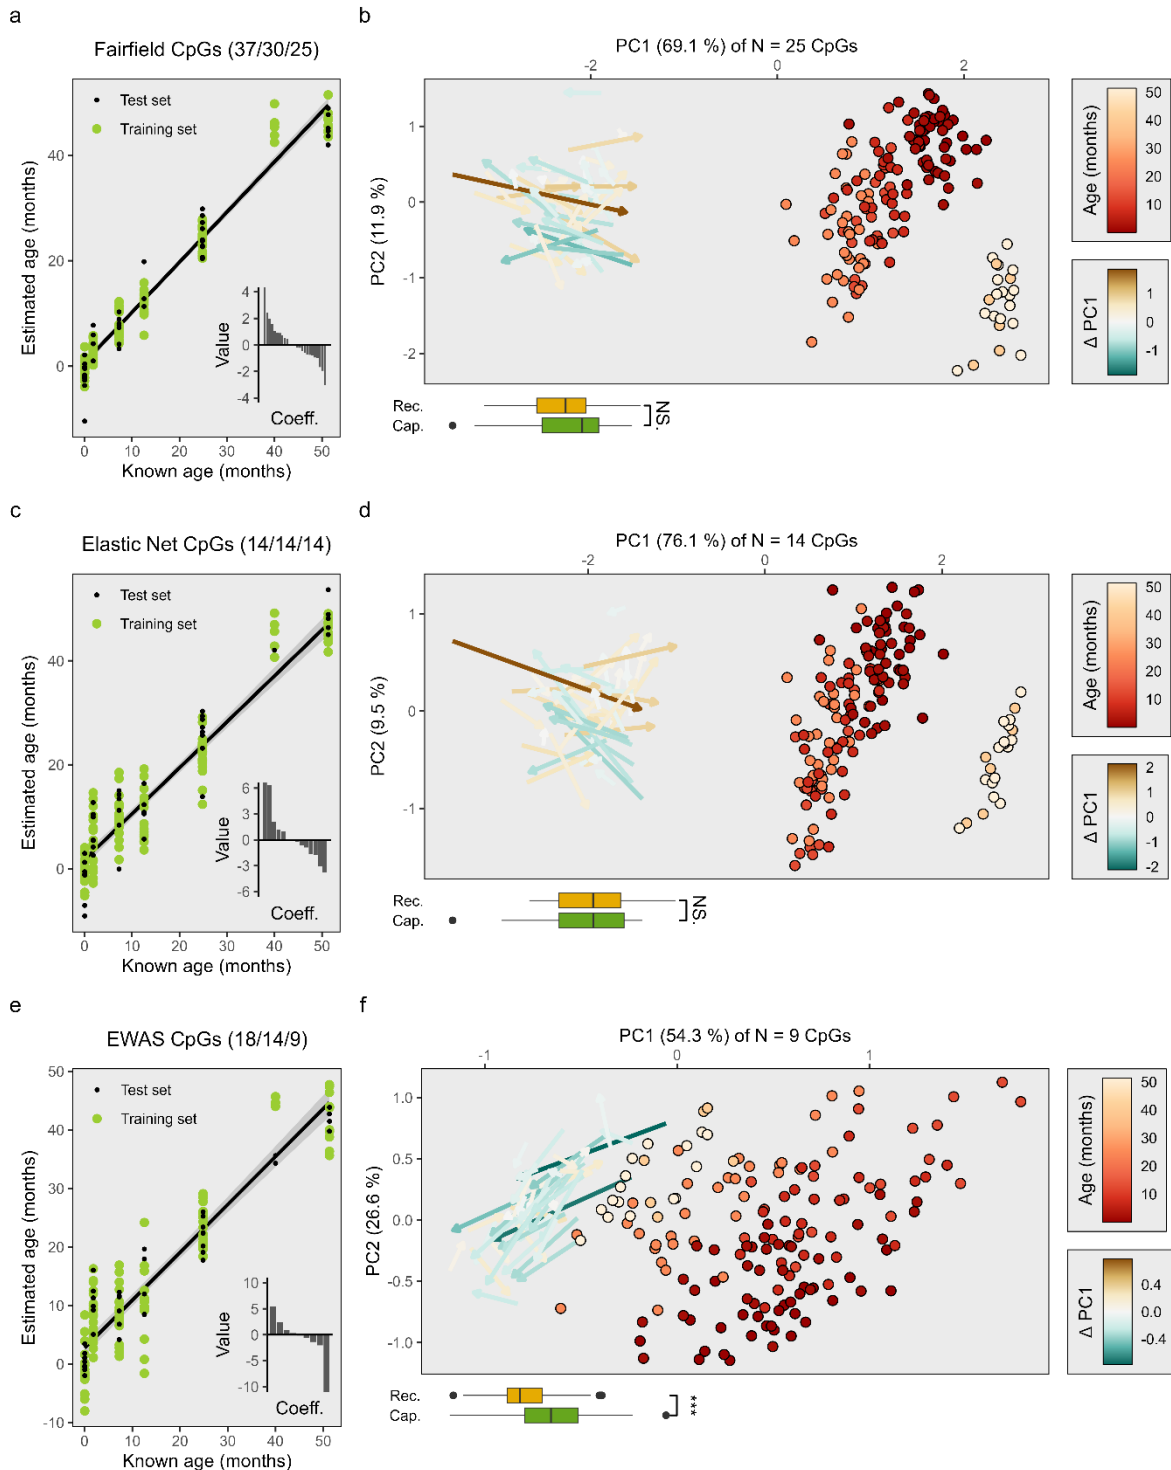 a
Fairfield CpGs (37/30/25)
Test set
Training set
Estimated age (months)
40
20
0
Value
4
2
0
-2
-4
Coeff.
0 10 20 30 40 50
Known age (months)
b
PC1 (69.1 %) of N = 25 CpGs
-2 0 2
PC2 (11.9 %)
1
0
-1
-2
Rec.
Cap.
NS.
Age (months)
50
40
30
20
10
Δ PC1
1
0
-1
c
Elastic Net CpGs (14/14/14)
Test set
Training set
Estimated age (months)
40
20
0
Value
6
3
0
-3
-6
Coeff.
0 10 20 30 40 50
Known age (months)
d
PC1 (76.1 %) of N = 14 CpGs
-2 0 2
PC2 (9.5 %)
1
0
-1
Rec.
Cap.
NS.
Age (months)
50
40
30
20
10
Δ PC1
2
1
0
-1
-2
e
EWAS CpGs (18/14/9)
Test set
Training set
Estimated age (months)
50
40
30
20
10
0
-10
Value
10
5
0
-5
-10
Coeff.
0 10 20 30 40 50
Known age (months)
f
PC1 (54.3 %) of N = 9 CpGs
-1 0 1
PC2 (26.6 %)
1.0
0.5
0.0
-0.5
-1.0
Rec.
Cap.
***
Age (months)
50
40
30
20
10
Δ PC1
0.4
0.0
-0.4